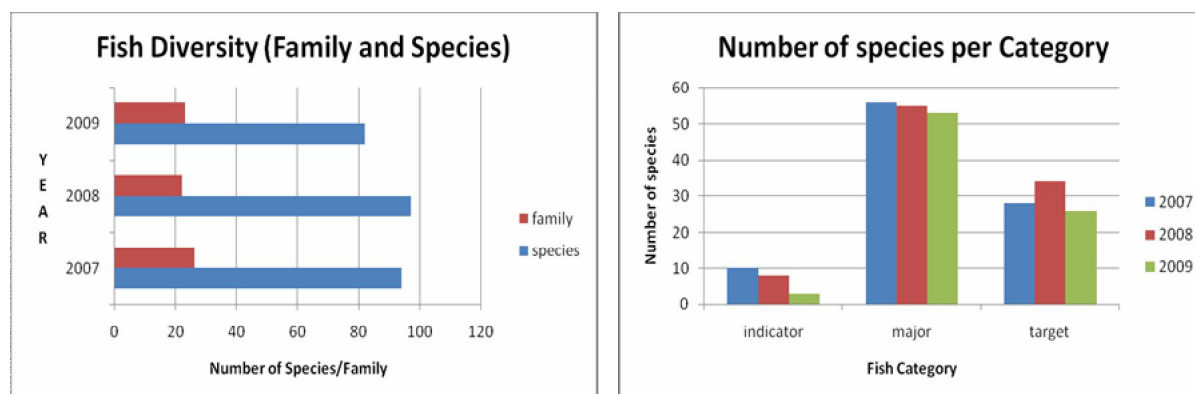 Fish Diversity (Family and Species)
Y
E
A
R
2009
2008
2007
0 20 40 60 80 100 120
Number of Species/Family
family
species
Number of species per Category
Number of species
60
50
40
30
20
10
0
indicator major target
Fish Category
2007
2008
2009